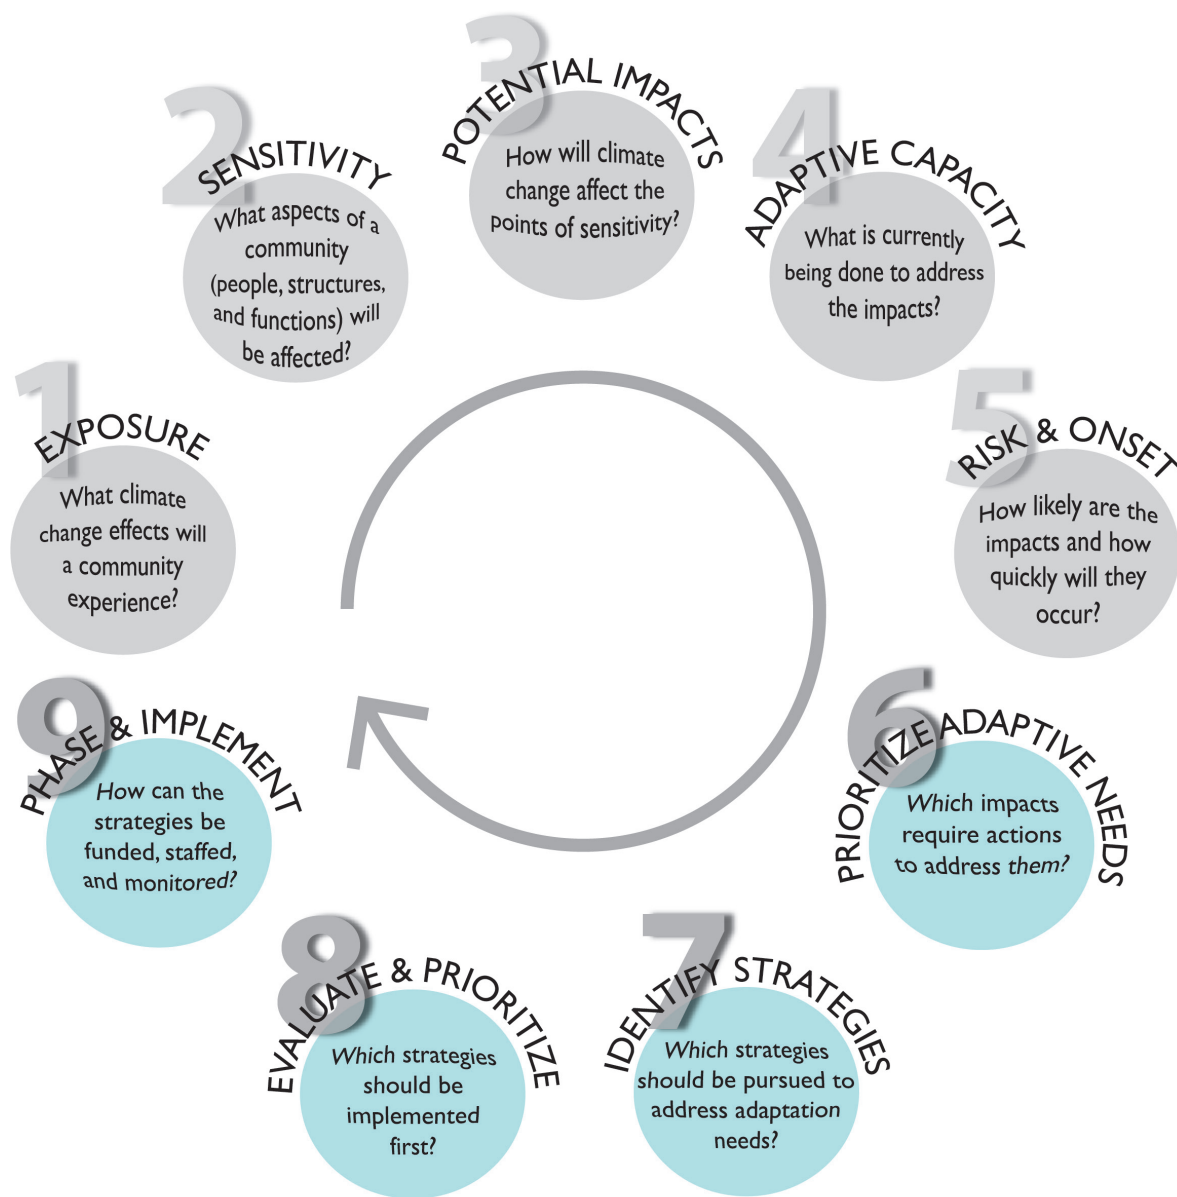 1
EXPOSURE
What climate
change effects will
a community
experience?
2
SENSITIVITY
What aspects of a
community
(people, structures,
and functions) will
be affected?
3
POTENTIAL IMPACTS
How will climate
change affect the
points of sensitivity?
4
ADAPTIVE CAPACITY
What is currently
being done to address
the impacts?
5
RISK & ONSET
How likely are the
impacts and how
quickly will they
occur?
6
PRIORITIZE ADAPTIVE NEEDS
Which impacts
require actions
to address them?
7
IDENTIFY STRATEGIES
Which strategies
should be pursued to
address adaptation
needs?
8
EVALUATE & PRIORITIZE
Which strategies
should be
implemented
first?
9
PHASE & IMPLEMENT
How can the
strategies be
funded, staffed,
and monitored?